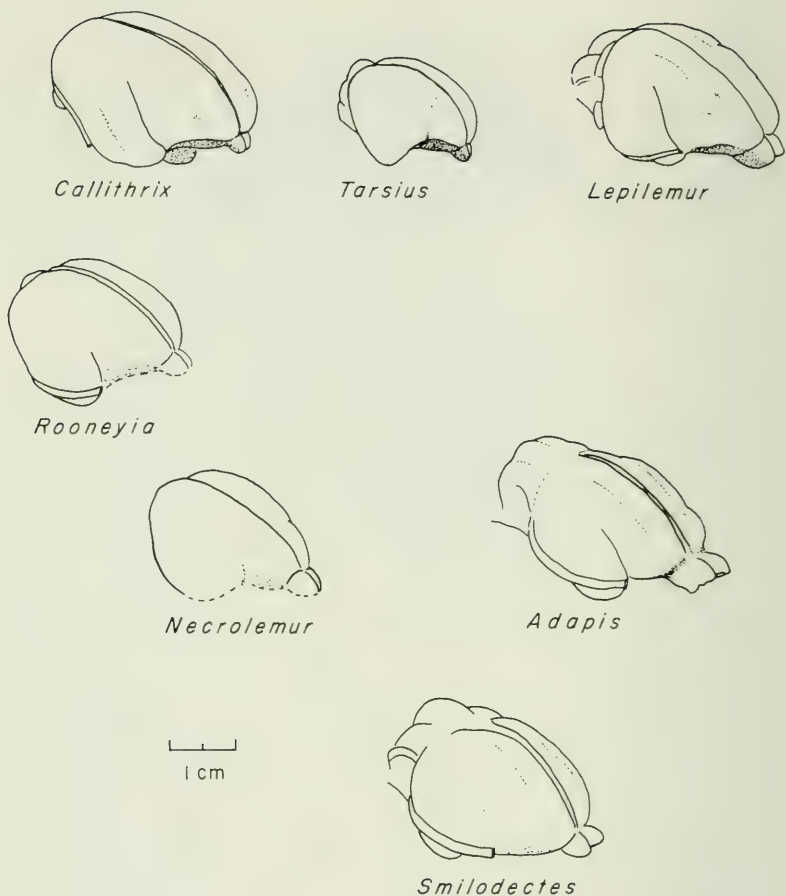 Callithrix
Tarsius
Lepilemur
Rooneyia
Necrolemur
Adapis
1 cm
Smilodectes